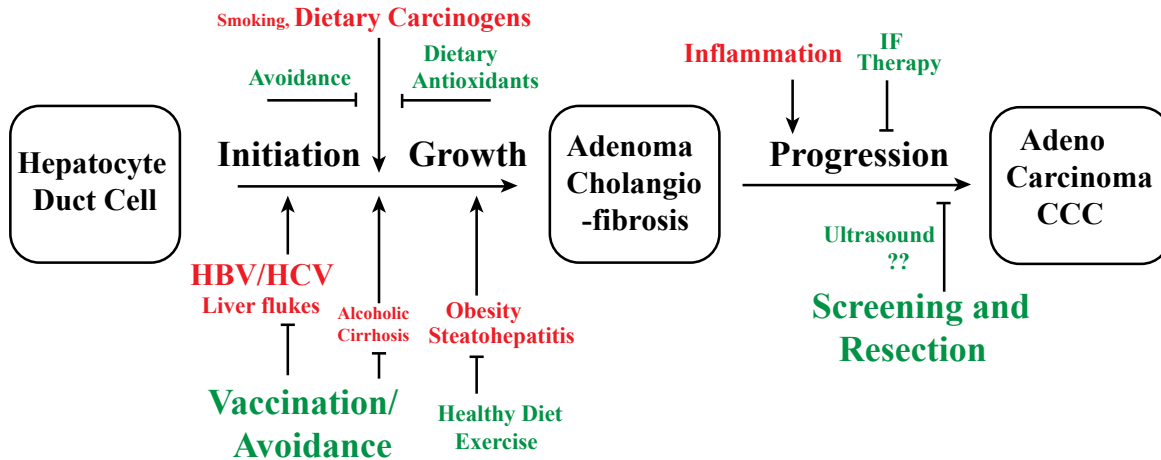 Smoking, Dietary Carcinogens
Avoidance
Dietary
Antioxidants
Inflammation
IF
Therapy
Hepatocyte
Duct Cell
Initiation
Growth
Adenoma
Cholangio
-fibrosis
Progression
Adeno
Carcinoma
CCC
HBV/HCV
Liver flukes
Alcoholic
Cirrhosis
Obesity
Steatohepatitis
Ultrasound
??
Screening and
Resection
Vaccination/
Avoidance
Healthy Diet
Exercise